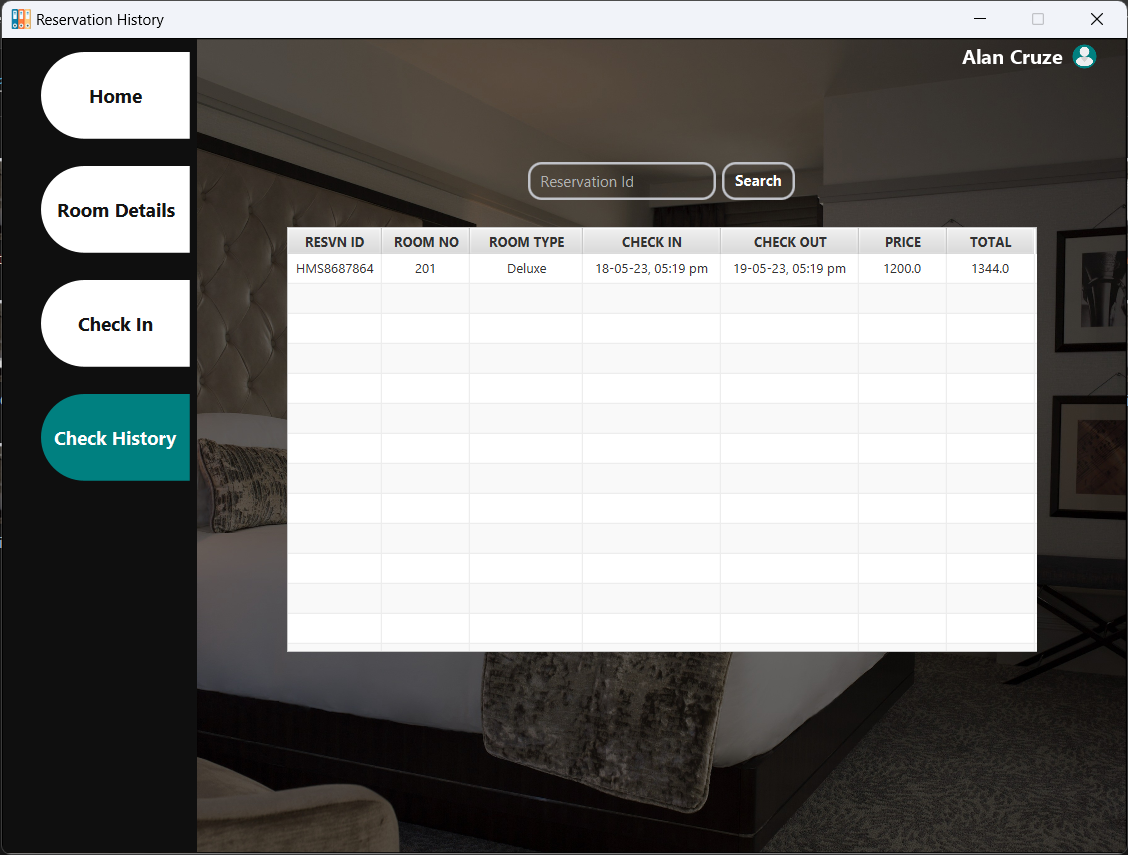 Reservation History
Alan Cruze
Home
Room Details
Check In
Check History
Reservation Id Search
RESVN ID ROOM NO ROOM TYPE CHECK IN CHECK OUT PRICE TOTAL
HMS8687864 201 Deluxe 18-05-23, 05:19 pm 19-05-23, 05:19 pm 1200.0 1344.0